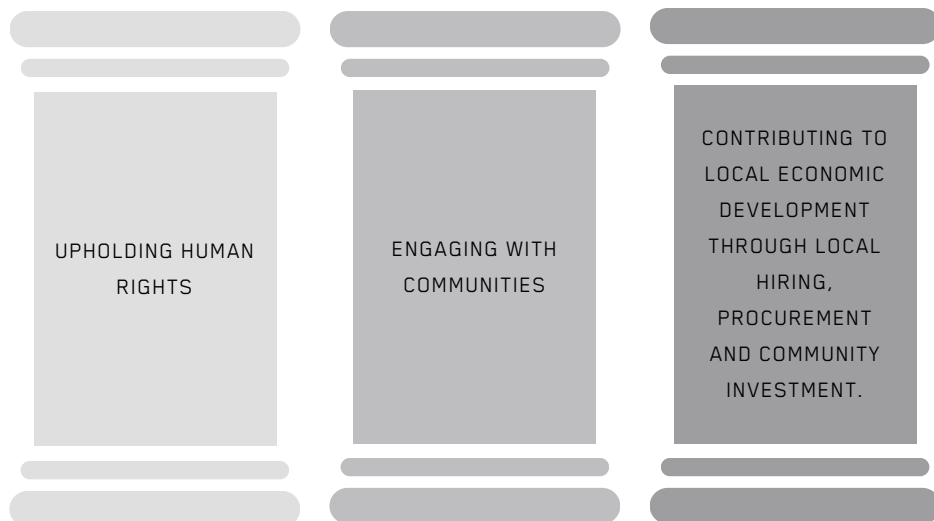 UPHOLDING HUMAN
RIGHTS
ENGAGING WITH
COMMUNITIES
CONTRIBUTING TO
LOCAL ECONOMIC
DEVELOPMENT
THROUGH LOCAL
HIRING,
PROCUREMENT
AND COMMUNITY
INVESTMENT.